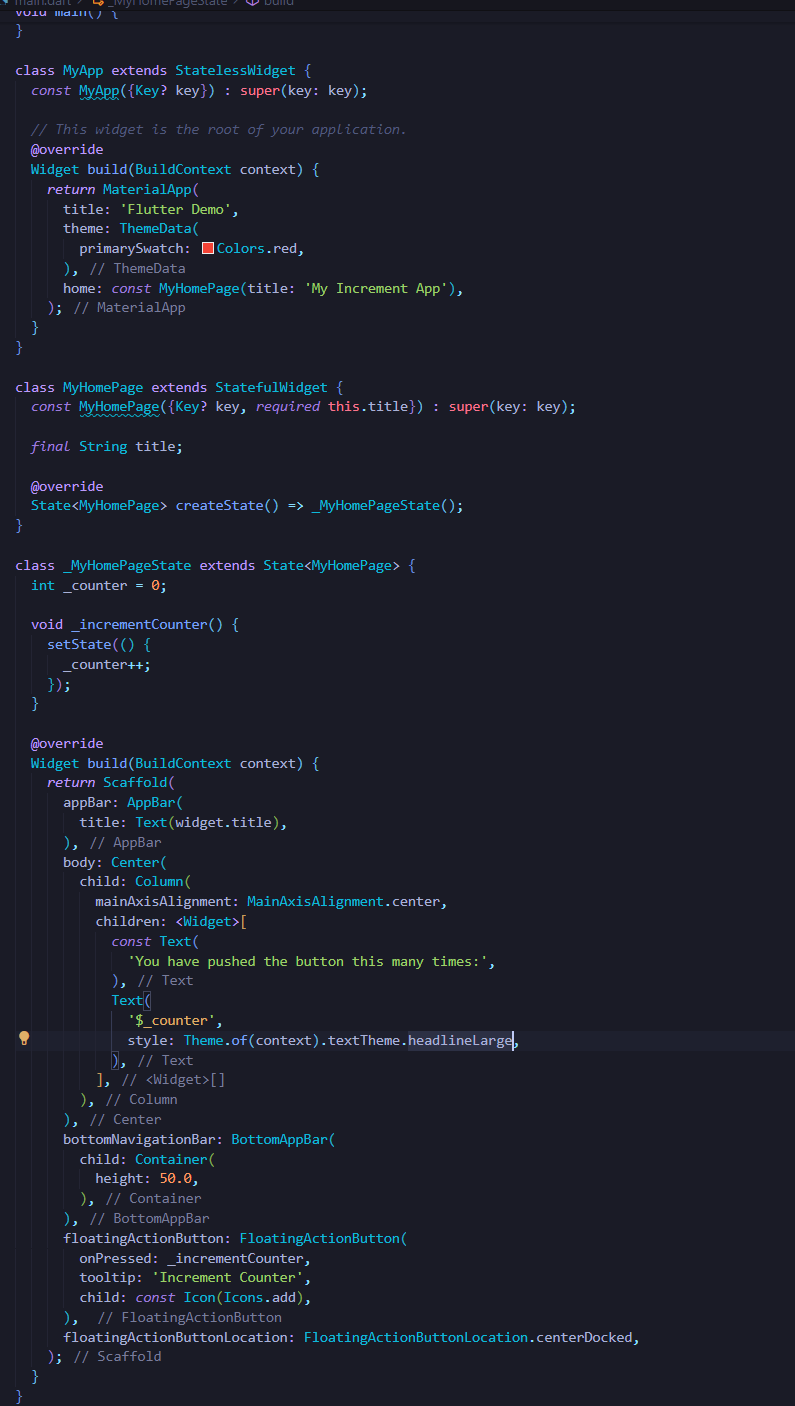 main.dart > _MyHomePageState > build
void main() {
}

class MyApp extends StatelessWidget {
  const MyApp({Key? key}) : super(key: key);

  // This widget is the root of your application.
  @override
  Widget build(BuildContext context) {
    return MaterialApp(
      title: 'Flutter Demo',
      theme: ThemeData(
        primarySwatch: Colors.red,
      ), // ThemeData
      home: const MyHomePage(title: 'My Increment App'),
    ); // MaterialApp
  }
}

class MyHomePage extends StatefulWidget {
  const MyHomePage({Key? key, required this.title}) : super(key: key);

  final String title;

  @override
  State<MyHomePage> createState() => _MyHomePageState();
}

class _MyHomePageState extends State<MyHomePage> {
  int _counter = 0;

  void _incrementCounter() {
    setState(() {
      _counter++;
    });
  }

  @override
  Widget build(BuildContext context) {
    return Scaffold(
      appBar: AppBar(
        title: Text(widget.title),
      ), // AppBar
      body: Center(
        child: Column(
          mainAxisAlignment: MainAxisAlignment.center,
          children: <Widget>[
            const Text(
              'You have pushed the button this many times:',
            ), // Text
            Text(
              '$_counter',
              style: Theme.of(context).textTheme.headlineLarge,
            ), // Text
          ], // <Widget>[]
        ), // Column
      ), // Center
      bottomNavigationBar: BottomAppBar(
        child: Container(
          height: 50.0,
        ), // Container
      ), // BottomAppBar
      floatingActionButton: FloatingActionButton(
        onPressed: _incrementCounter,
        tooltip: 'Increment Counter',
        child: const Icon(Icons.add),
      ),  // FloatingActionButton
      floatingActionButtonLocation: FloatingActionButtonLocation.centerDocked,
    ); // Scaffold
  }
}